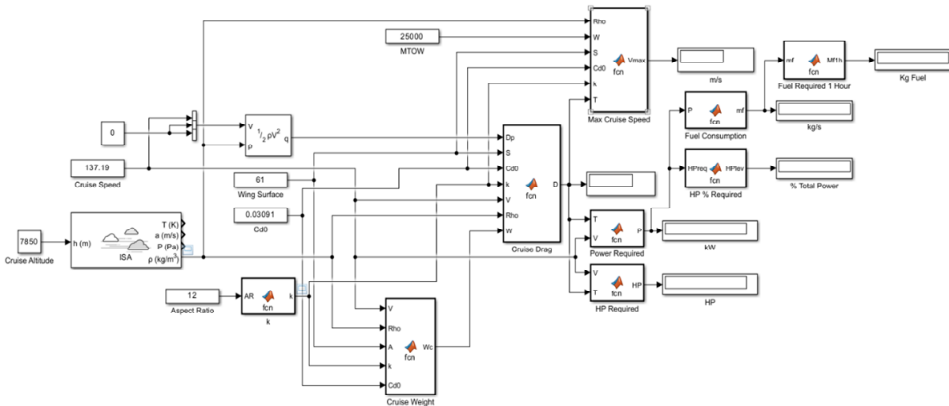 Rho
W
S
Cd0
k
T
fcn
Vmax
Max Cruise Speed
25000
MTOW
m/s
mf
fcn
Mf1h
Fuel Required 1 Hour
Kg Fuel
P
fcn
mf
Fuel Consumption
kg/s
HPreq
fcn
HPlev
HP % Required
% Total Power
0
V
P
½ ρV² q
137.19
Cruise Speed
61
Wing Surface
0.03091
Cd0
Dp
S
Cd0
k
V
Rho
W
fcn
D
Cruise Drag
T
V
fcn
P
Power Required
kW
V
T
fcn
HP
HP Required
HP
7850
Cruise Altitude
h (m)
T (K)
a (m/s)
P (Pa)
ρ (kg/m³)
ISA
12
Aspect Ratio
AR
fcn
k
k
V
Rho
A
k
Cd0
fcn
Wc
Cruise Weight